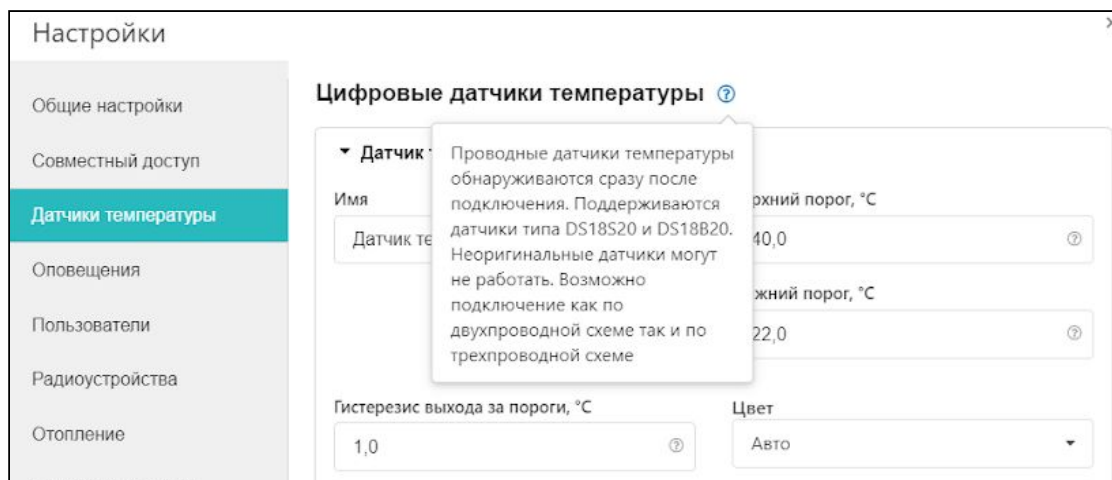 Настройки
Общие настройки
Совместный доступ
Датчики температуры
Оповещения
Пользователи
Радиоустройства
Отопление
Цифровые датчики температуры
Датчик
Проводные датчики температуры
обнаруживаются сразу после
подключения. Поддерживаются
датчики типа DS18S20 и DS18B20.
Неоригинальные датчики могут
не работать. Возможно
подключение как по
двухпроводной схеме так и по
трехпроводной схеме
Имя
порог, °C
Датчик
40,0
порог, °C
22,0
Гистерезис выхода за пороги, °C
Цвет
1,0
Авто